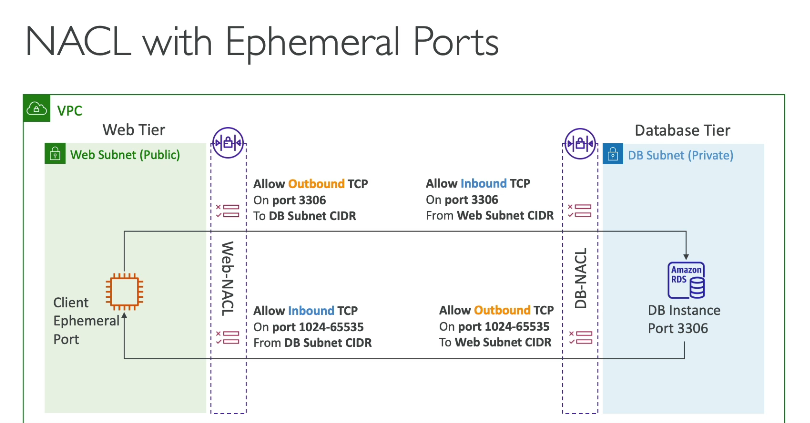 NACL with Ephemeral Ports
VPC
Web Tier
Database Tier
Web Subnet (Public)
DB Subnet (Private)
Allow Outbound TCP
On port 3306
To DB Subnet CIDR
Allow Inbound TCP
On port 3306
From Web Subnet CIDR
Web-NACL
DB-NACL
Amazon
RDS
Client
Ephemeral
Port
DB Instance
Port 3306
Allow Inbound TCP
On port 1024-65535
From DB Subnet CIDR
Allow Outbound TCP
On port 1024-65535
To Web Subnet CIDR